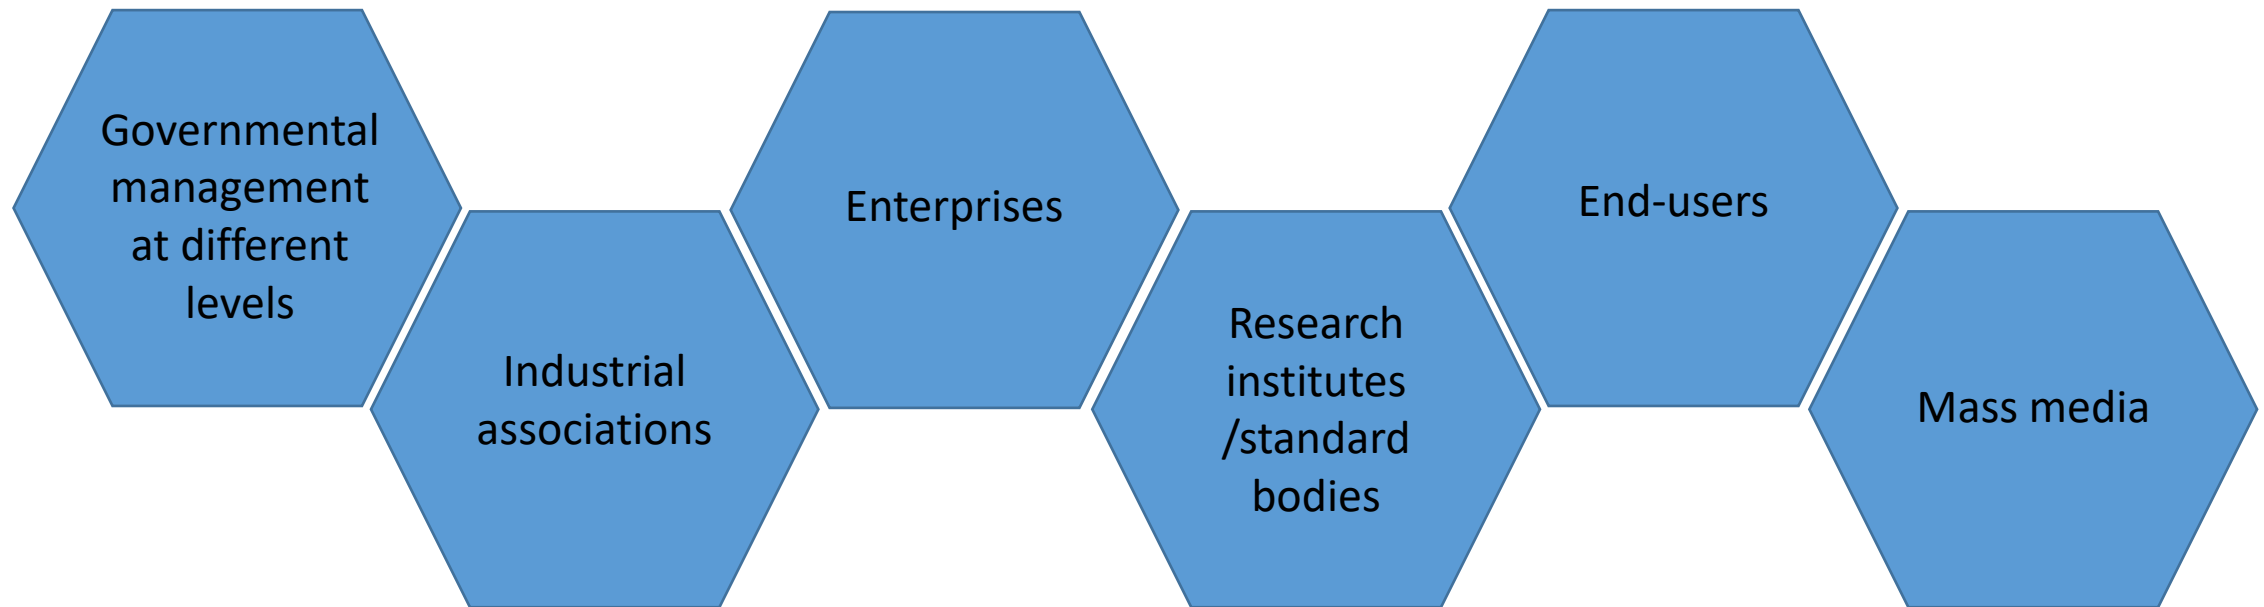 Governmental
management
at different
levels
Industrial
associations
Enterprises
Research
institutes
/standard
bodies
End-users
Mass media